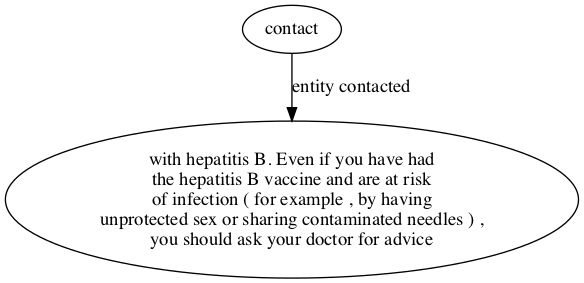 contact
entity contacted
with hepatitis B. Even if you have had
the hepatitis B vaccine and are at risk
of infection ( for example , by having
unprotected sex or sharing contaminated needles ) ,
you should ask your doctor for advice